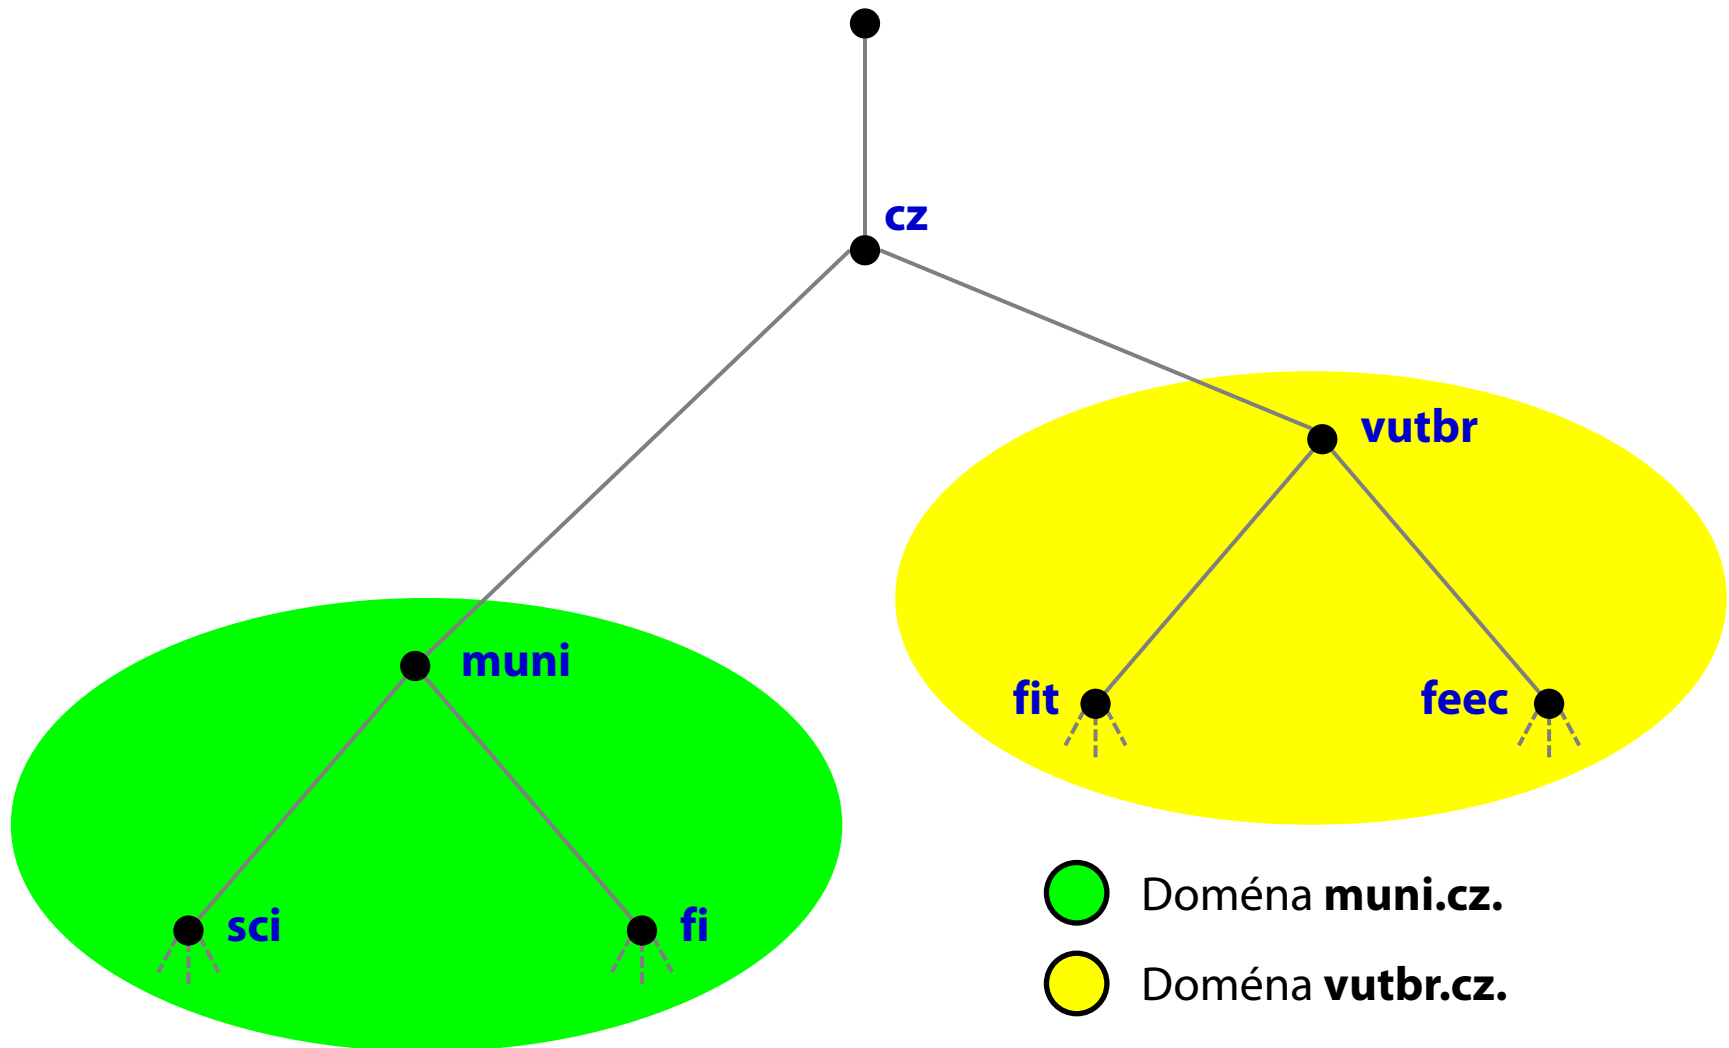 cz
vutbr
muni
fit
feec
sci
fi
Doména muni.cz.
Doména vutbr.cz.